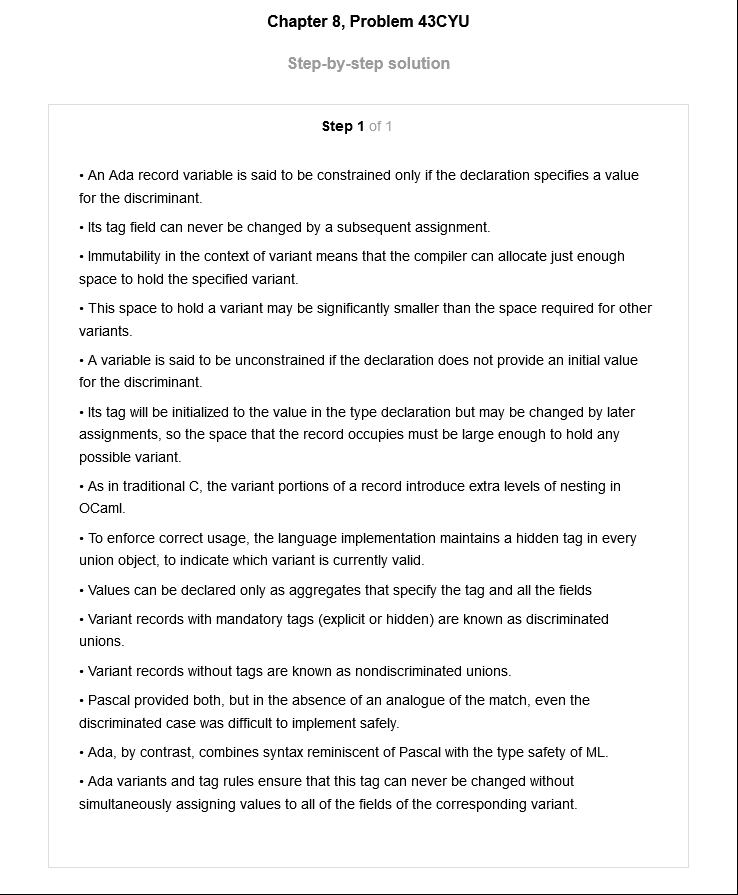 Chapter 8, Problem 43CYU
Step-by-step solution
Step 1 of 1
• An Ada record variable is said to be constrained only if the declaration specifies a value
for the discriminant.
• Its tag field can never be changed by a subsequent assignment.
• Immutability in the context of variant means that the compiler can allocate just enough
space to hold the specified variant.
• This space to hold a variant may be significantly smaller than the space required for other
variants.
• A variable is said to be unconstrained if the declaration does not provide an initial value
for the discriminant.
• Its tag will be initialized to the value in the type declaration but may be changed by later
assignments, so the space that the record occupies must be large enough to hold any
possible variant.
• As in traditional C, the variant portions of a record introduce extra levels of nesting in
OCaml.
• To enforce correct usage, the language implementation maintains a hidden tag in every
union object, to indicate which variant is currently valid.
• Values can be declared only as aggregates that specify the tag and all the fields
• Variant records with mandatory tags (explicit or hidden) are known as discriminated
unions.
• Variant records without tags are known as nondiscriminated unions.
• Pascal provided both, but in the absence of an analogue of the match, even the
discriminated case was difficult to implement safely.
• Ada, by contrast, combines syntax reminiscent of Pascal with the type safety of ML.
• Ada variants and tag rules ensure that this tag can never be changed without
simultaneously assigning values to all of the fields of the corresponding variant.